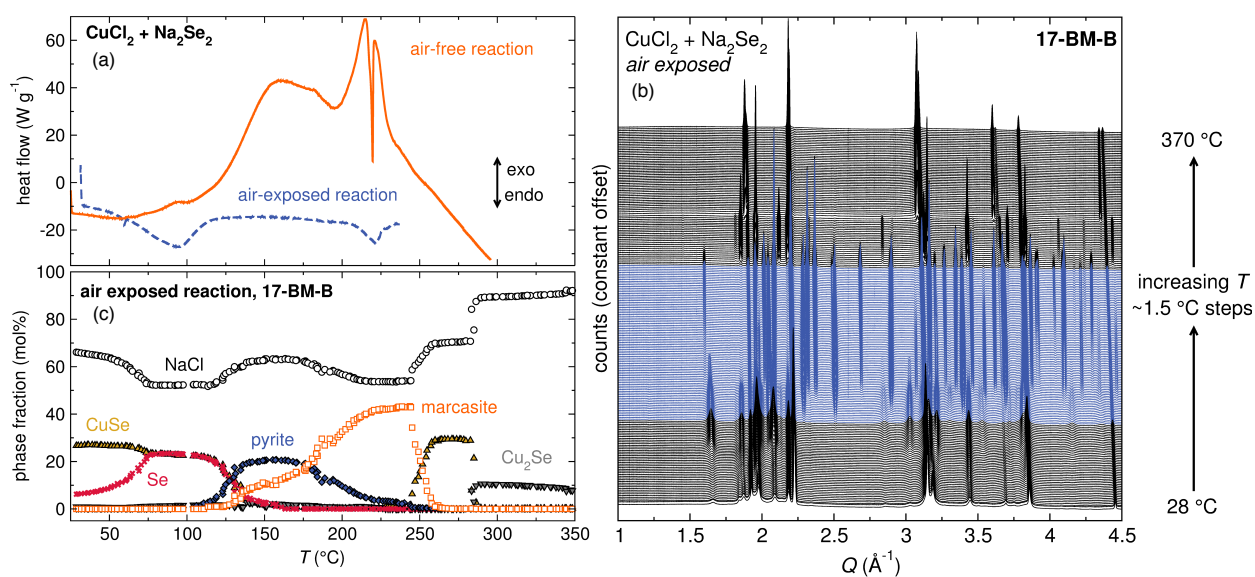 CuCl₂ + Na₂Se₂
(a)
air-free reaction
air-exposed reaction
exo
endo
heat flow (W g⁻¹)
60
40
20
0
-20
air exposed reaction, 17-BM-B
(c)
NaCl
CuSe
Se
pyrite
marcasite
Cu₂Se
phase fraction (mol%)
100
80
60
40
20
0
50 100 150 200 250 300 350
T (°C)
CuCl₂ + Na₂Se₂
air exposed
(b)
17-BM-B
counts (constant offset)
1 1.5 2 2.5 3 3.5 4 4.5
Q (Å⁻¹)
370 °C
increasing T
~1.5 °C steps
28 °C